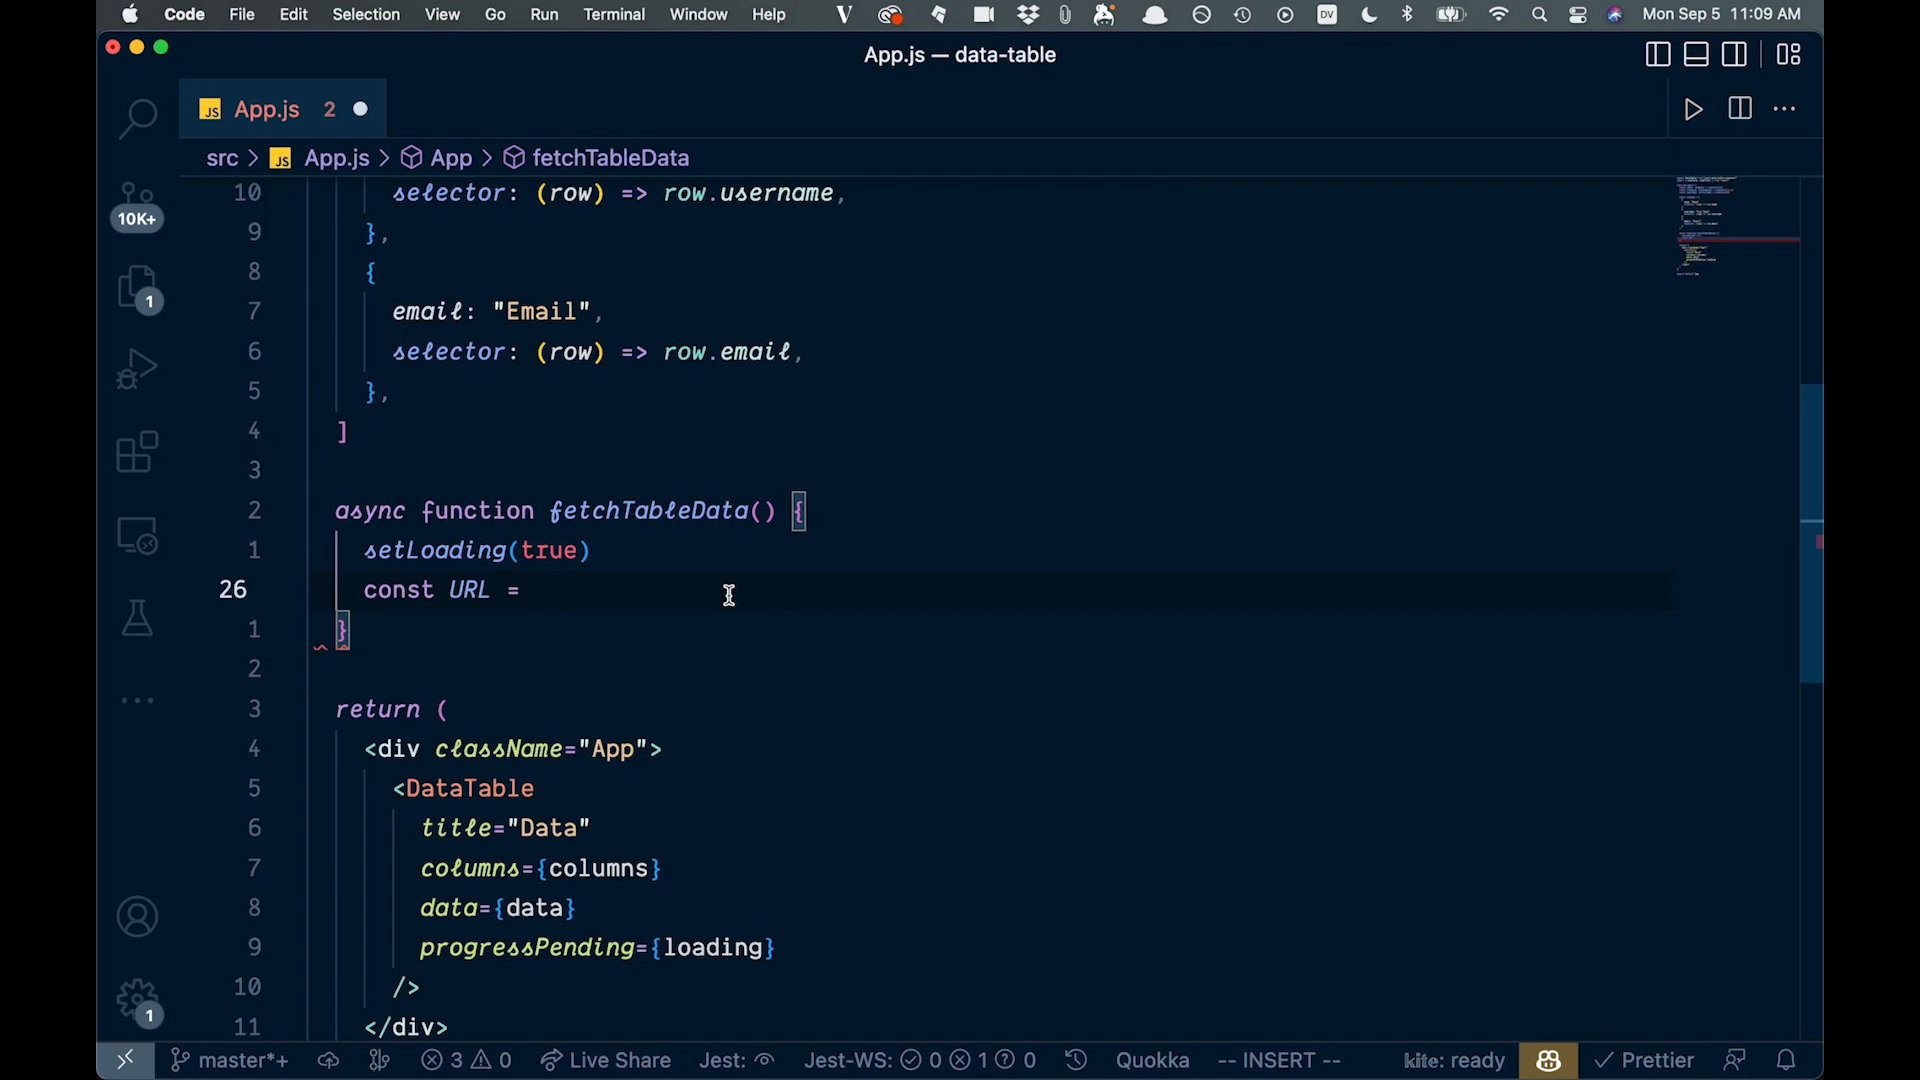 Code File Edit Selection View Go Run Terminal Window Help V DV Mon Sep 5 11:09 AM
App.js — data-table
JS App.js 2
src > JS App.js > App > fetchTableData
10 selector: (row) => row.username,
9 },
8 {
7 email: "Email",
6 selector: (row) => row.email,
5 },
4 ]
3
2 async function fetchTableData() {
1 setLoading(true)
26 const URL =
1 }
2
3 return (
4 <div className="App">
5 <DataTable
6 title="Data"
7 columns={columns}
8 data={data}
9 progressPending={loading}
10 />
11 </div>
10K+
1
1
master*+ 3 0 Live Share Jest: Jest-WS: 0 1 0 Quokka -- INSERT -- kite: ready Prettier